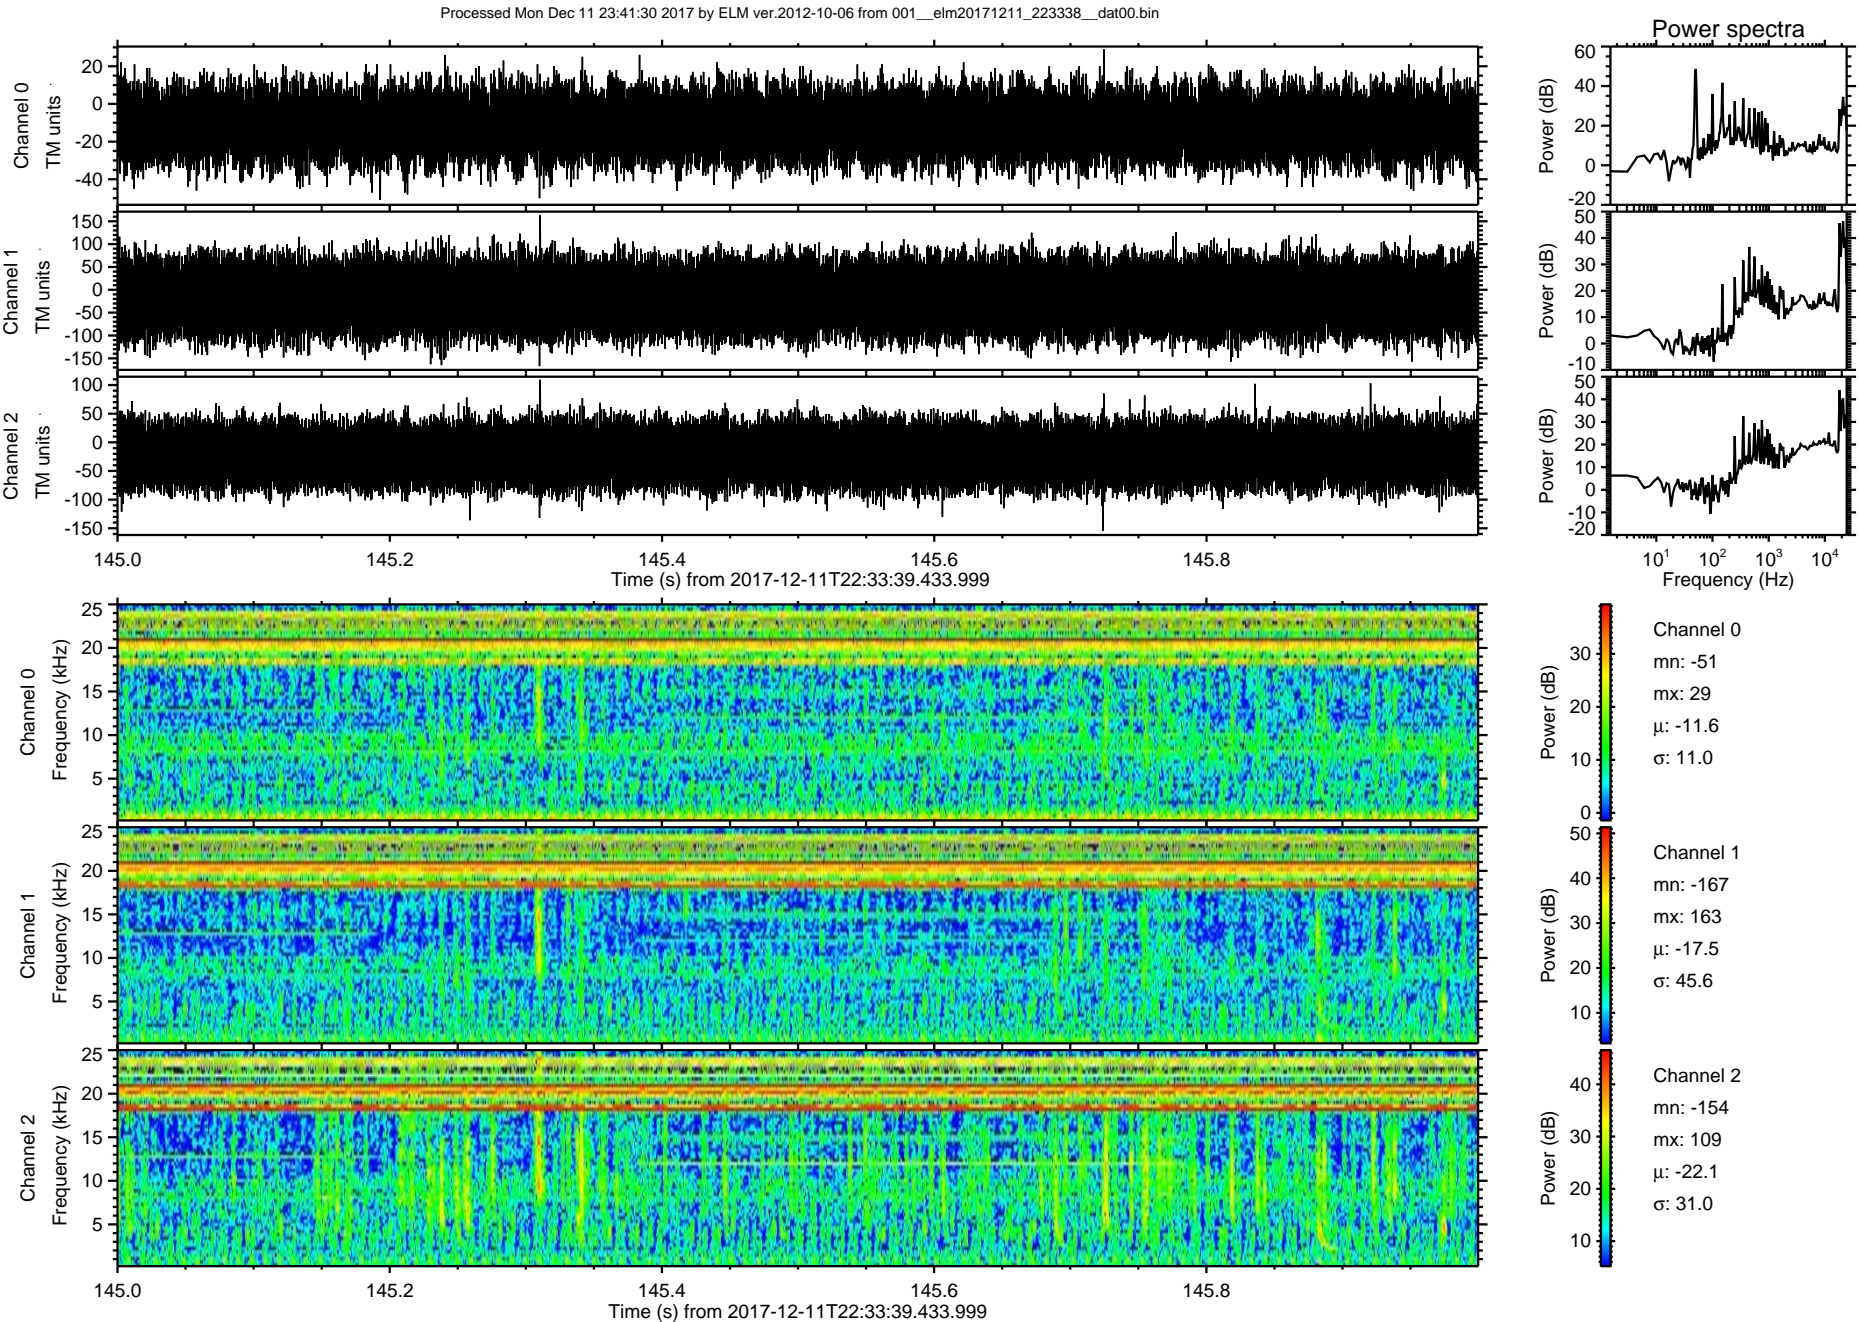 Processed Mon Dec 11 23:41:30 2017 by ELM ver.2012-10-06 from 001__elm20171211_223338__dat00.bin
Power spectra
Channel 0
TM units
20
0
-20
-40
Power (dB)
60
40
20
0
-20
Channel 1
TM units
150
100
50
0
-50
-100
-150
Power (dB)
50
40
30
20
10
0
-10
Channel 2
TM units
100
50
0
-50
-100
-150
Power (dB)
50
40
30
20
10
0
-10
-20
145.0 145.2 145.4 145.6 145.8
Time (s) from 2017-12-11T22:33:39.433.999
10¹ 10² 10³ 10⁴
Frequency (Hz)
Channel 0
Frequency (kHz)
25
20
15
10
5
Power (dB)
30
20
10
0
Channel 0
mn: -51
mx: 29
μ: -11.6
σ: 11.0
Channel 1
Frequency (kHz)
25
20
15
10
5
Power (dB)
50
40
30
20
10
Channel 1
mn: -167
mx: 163
μ: -17.5
σ: 45.6
Channel 2
Frequency (kHz)
25
20
15
10
5
Power (dB)
40
30
20
10
Channel 2
mn: -154
mx: 109
μ: -22.1
σ: 31.0
145.0 145.2 145.4 145.6 145.8
Time (s) from 2017-12-11T22:33:39.433.999